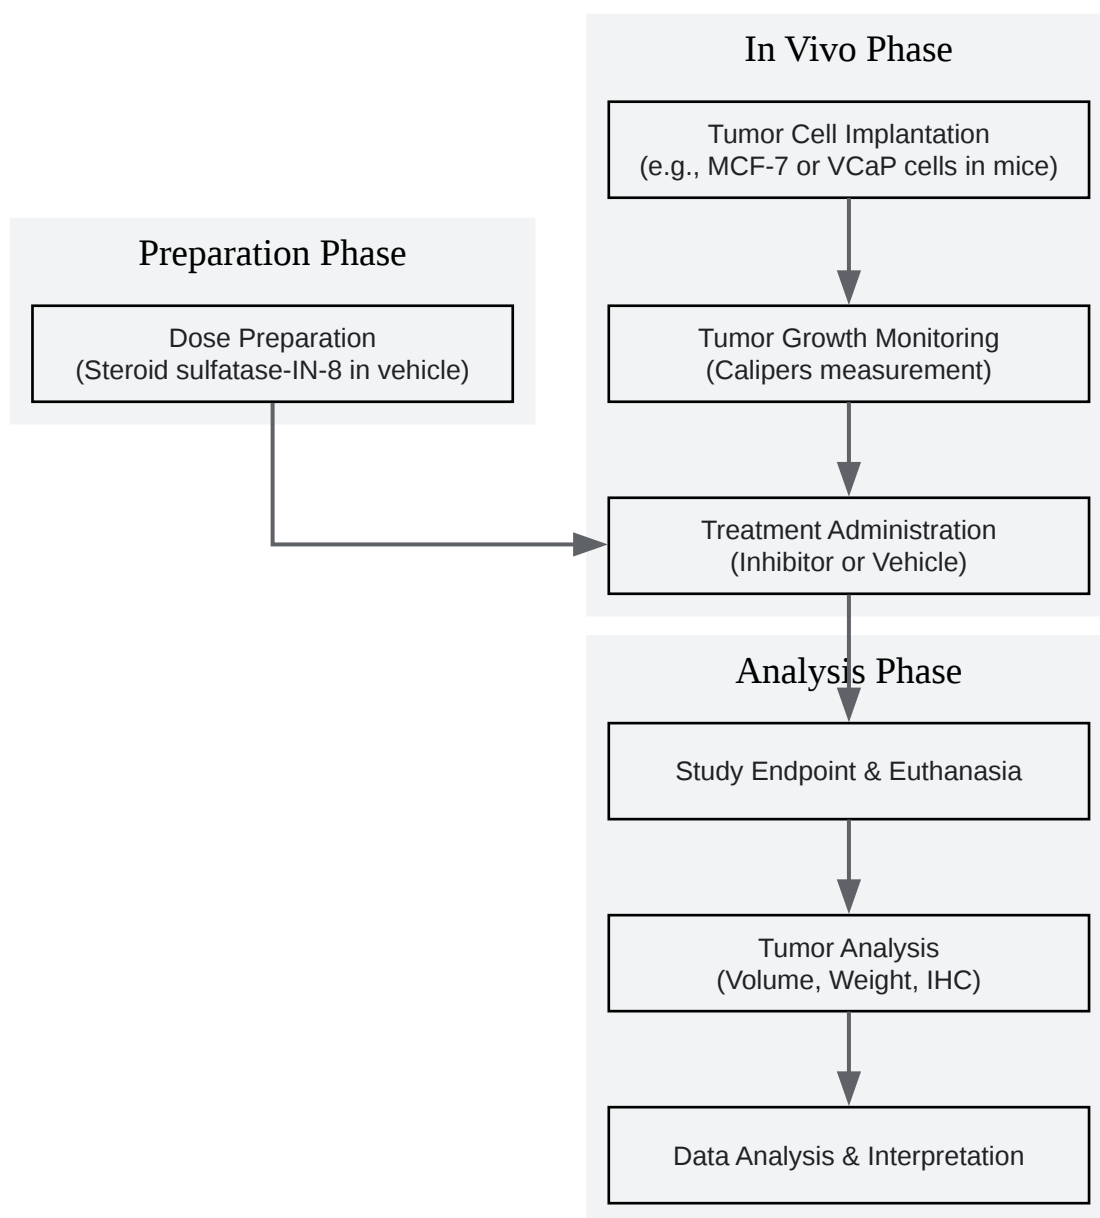 In Vivo Phase
Tumor Cell Implantation
(e.g., MCF-7 or VCaP cells in mice)
Preparation Phase
Dose Preparation
(Steroid sulfatase-IN-8 in vehicle)
Tumor Growth Monitoring
(Calipers measurement)
Treatment Administration
(Inhibitor or Vehicle)
Analysis Phase
Study Endpoint & Euthanasia
Tumor Analysis
(Volume, Weight, IHC)
Data Analysis & Interpretation